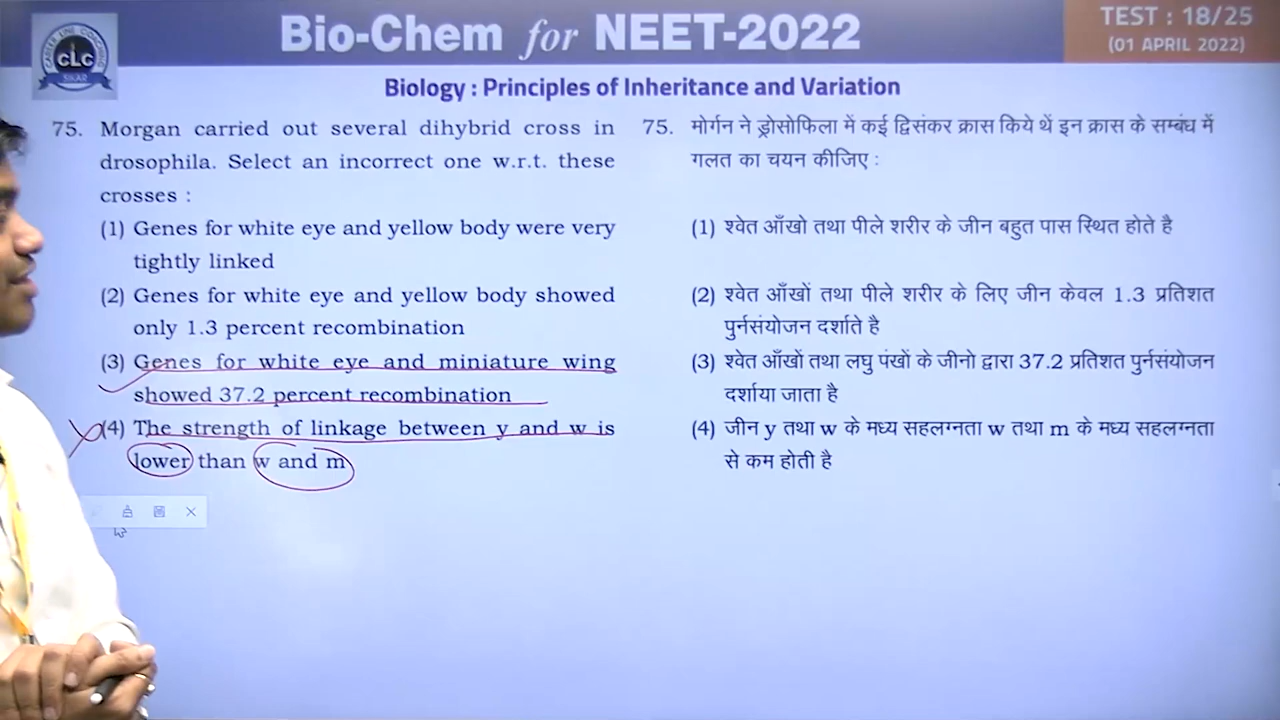 Bio-Chem for NEET-2022
TEST : 18/25
(01 APRIL 2022)
CAREER LINE COACHING
CLC
SIKAR
Biology : Principles of Inheritance and Variation
75. Morgan carried out several dihybrid cross in
drosophila. Select an incorrect one w.r.t. these
crosses :
(1) Genes for white eye and yellow body were very
tightly linked
(2) Genes for white eye and yellow body showed
only 1.3 percent recombination
(3) Genes for white eye and miniature wing
showed 37.2 percent recombination
(4) The strength of linkage between y and w is
lower than w and m
75. मोर्गन ने ड्रोसोफिला में कई द्विसंकर क्रास किये थें इन क्रास के सम्बंध में
गलत का चयन कीजिए :
(1) श्वेत आँखो तथा पीले शरीर के जीन बहुत पास स्थित होते है
(2) श्वेत आँखों तथा पीले शरीर के लिए जीन केवल 1.3 प्रतिशत
पुर्नसंयोजन दर्शाते है
(3) श्वेत आँखों तथा लघु पंखों के जीनो द्वारा 37.2 प्रतिशत पुर्नसंयोजन
दर्शाया जाता है
(4) जीन y तथा w के मध्य सहलग्नता w तथा m के मध्य सहलग्नता
से कम होती है